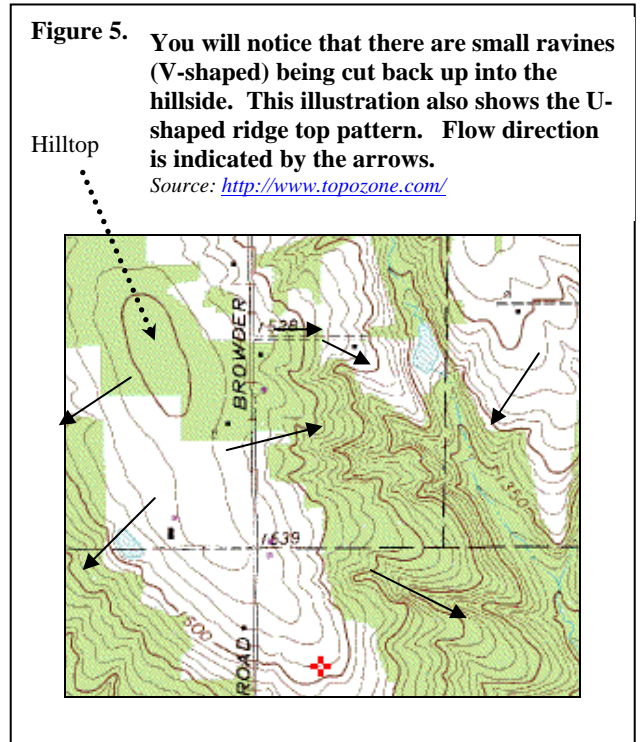 Figure 5.
You will notice that there are small ravines
(V-shaped) being cut back up into the
hillside. This illustration also shows the U-
shaped ridge top pattern. Flow direction
is indicated by the arrows.
Source: http://www.topozone.com/
Hilltop
BROWDER
1350
1639
1500
ROAD